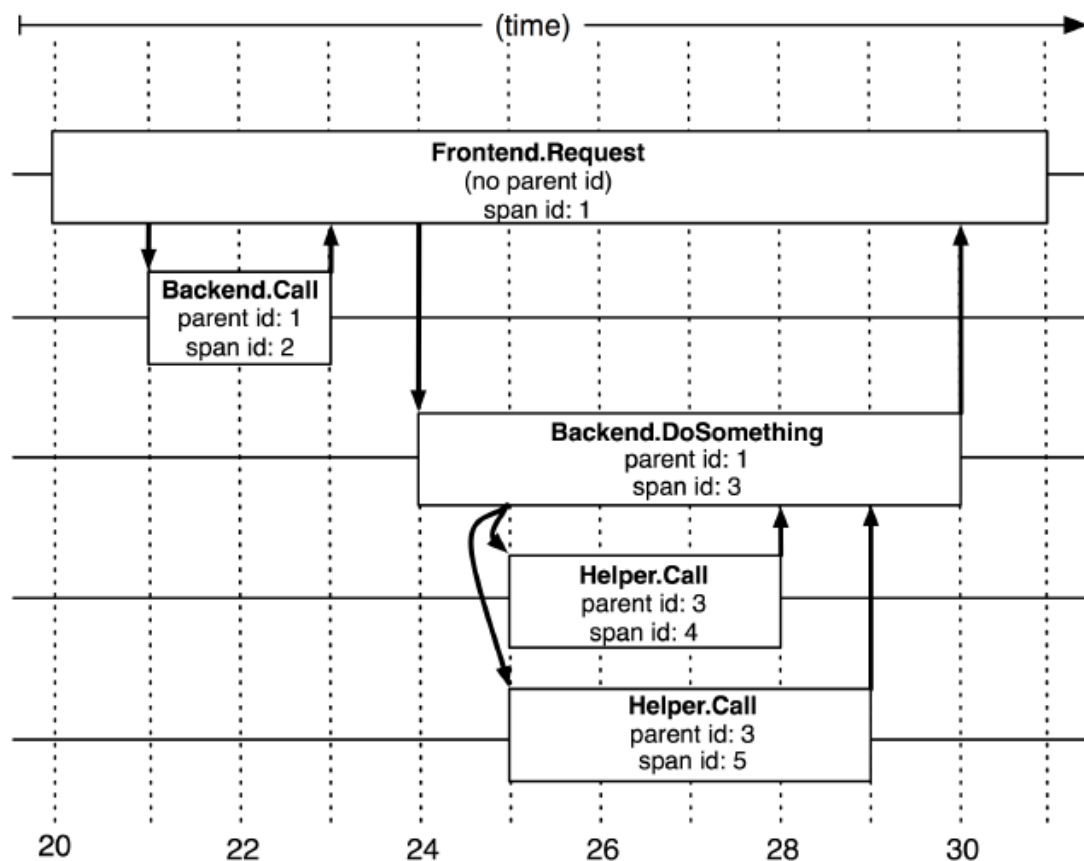 (time)
Frontend.Request
(no parent id)
span id: 1
Backend.Call
parent id: 1
span id: 2
Backend.DoSomething
parent id: 1
span id: 3
Helper.Call
parent id: 3
span id: 4
Helper.Call
parent id: 3
span id: 5
20 22 24 26 28 30